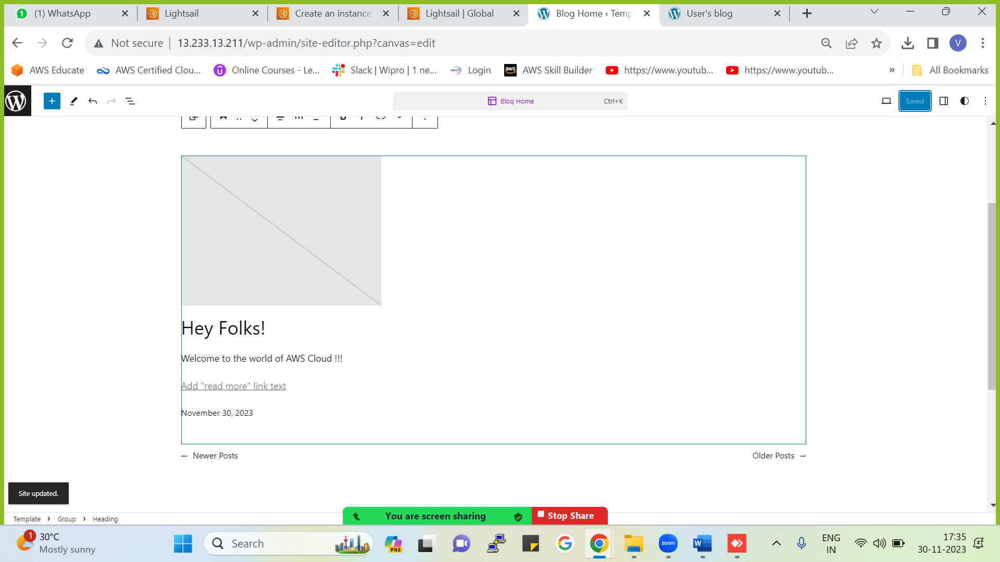 (1) WhatsApp
Lightsail
Create an instance
Lightsail | Global
Blog Home ‹ Temp
User's blog
Not secure
13.233.13.211/wp-admin/site-editor.php?canvas=edit
V
AWS Educate
AWS Certified Clou...
Online Courses - Le...
Slack | Wipro | 1 ne...
Login
AWS Skill Builder
https://www.youtub...
https://www.youtub...
»
All Bookmarks
Blog Home
Ctrl+K
Saved
Hey Folks!
Welcome to the world of AWS Cloud !!!
Add "read more" link text
November 30, 2023
← Newer Posts
Older Posts →
Site updated.
Template > Group > Heading
You are screen sharing
Stop Share
1
30°C
Mostly sunny
Search
PRE
zoom
W
ENG
IN
17:35
30-11-2023